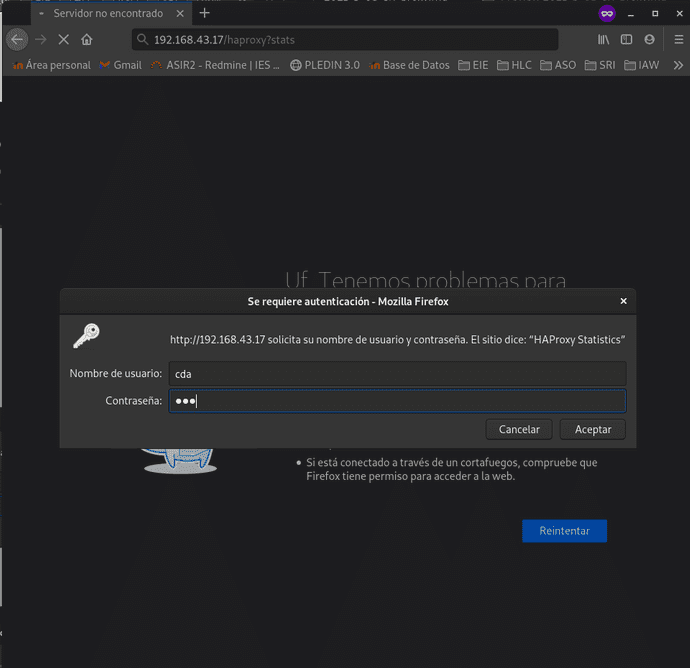 Servidor no encontrado
192.168.43.17/haproxy?stats
Área personal Gmail ASIR2 - Redmine | IES ... PLEDIN 3.0 Base de Datos EIE HLC ASO SRI IAW
Uf. Tenemos problemas para
Se requiere autenticación - Mozilla Firefox
http://192.168.43.17 solicita su nombre de usuario y contraseña. El sitio dice: “HAProxy Statistics”
Nombre de usuario: cda
Contraseña: ●●●
Cancelar Aceptar
• Si está conectado a través de un cortafuegos, compruebe que
Firefox tiene permiso para acceder a la web.
Reintentar